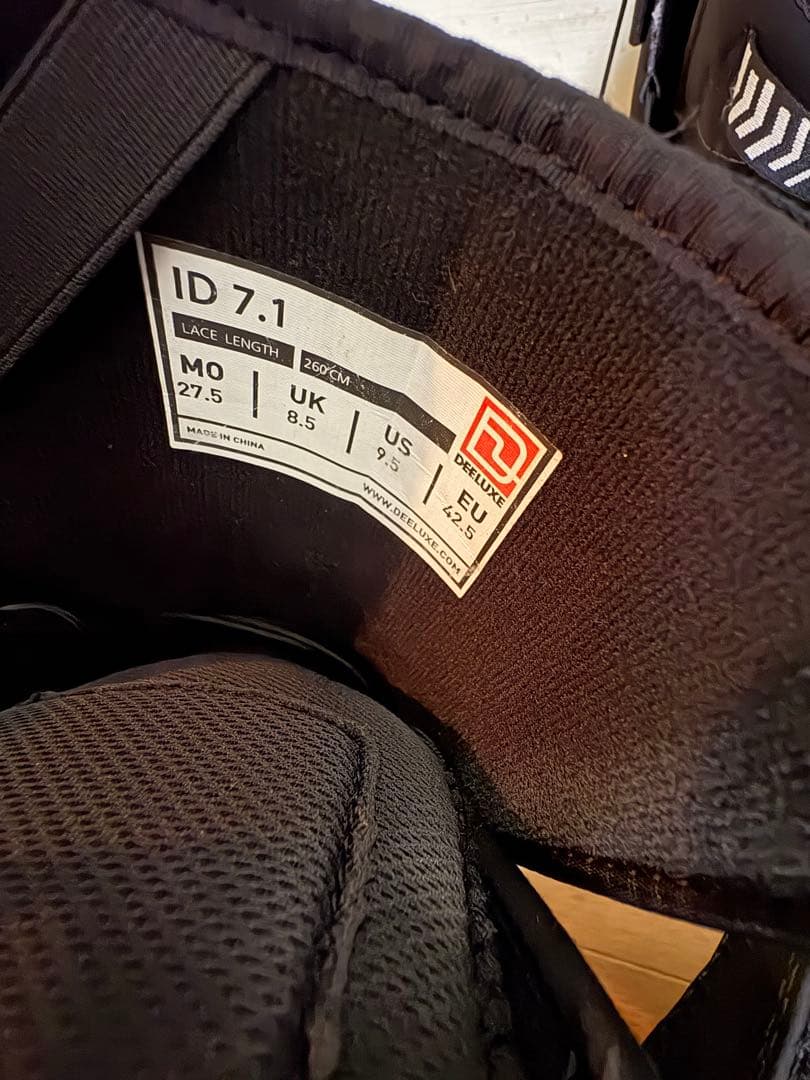 ID 7.1
LACE LENGTH 260 CM
MO UK US EU
27.5 8.5 9.5 42.5
DEELUXE
MADE IN CHINA
WWW.DEELUXE.COM